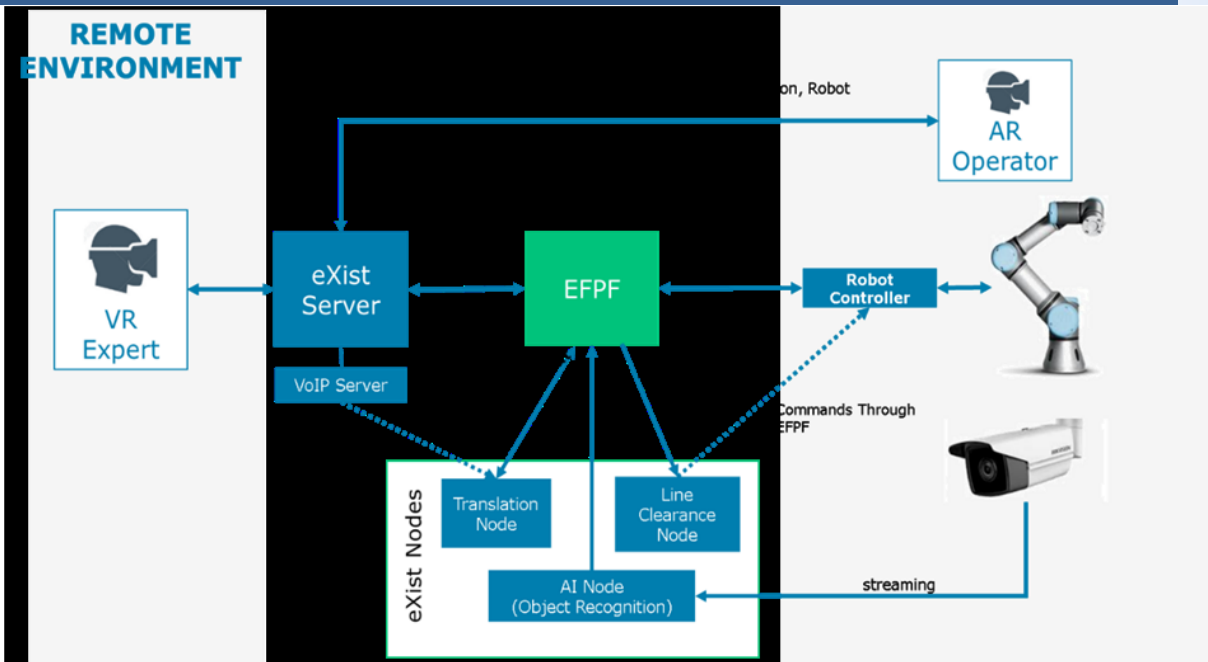 REMOTE
ENVIRONMENT
on, Robot
AR
Operator
VR
Expert
eXist
Server
EFPF
Robot
Controller
VoIP Server
Commands Through
EFPF
eXist Nodes
Translation
Node
Line
Clearance
Node
AI Node
(Object Recognition)
streaming